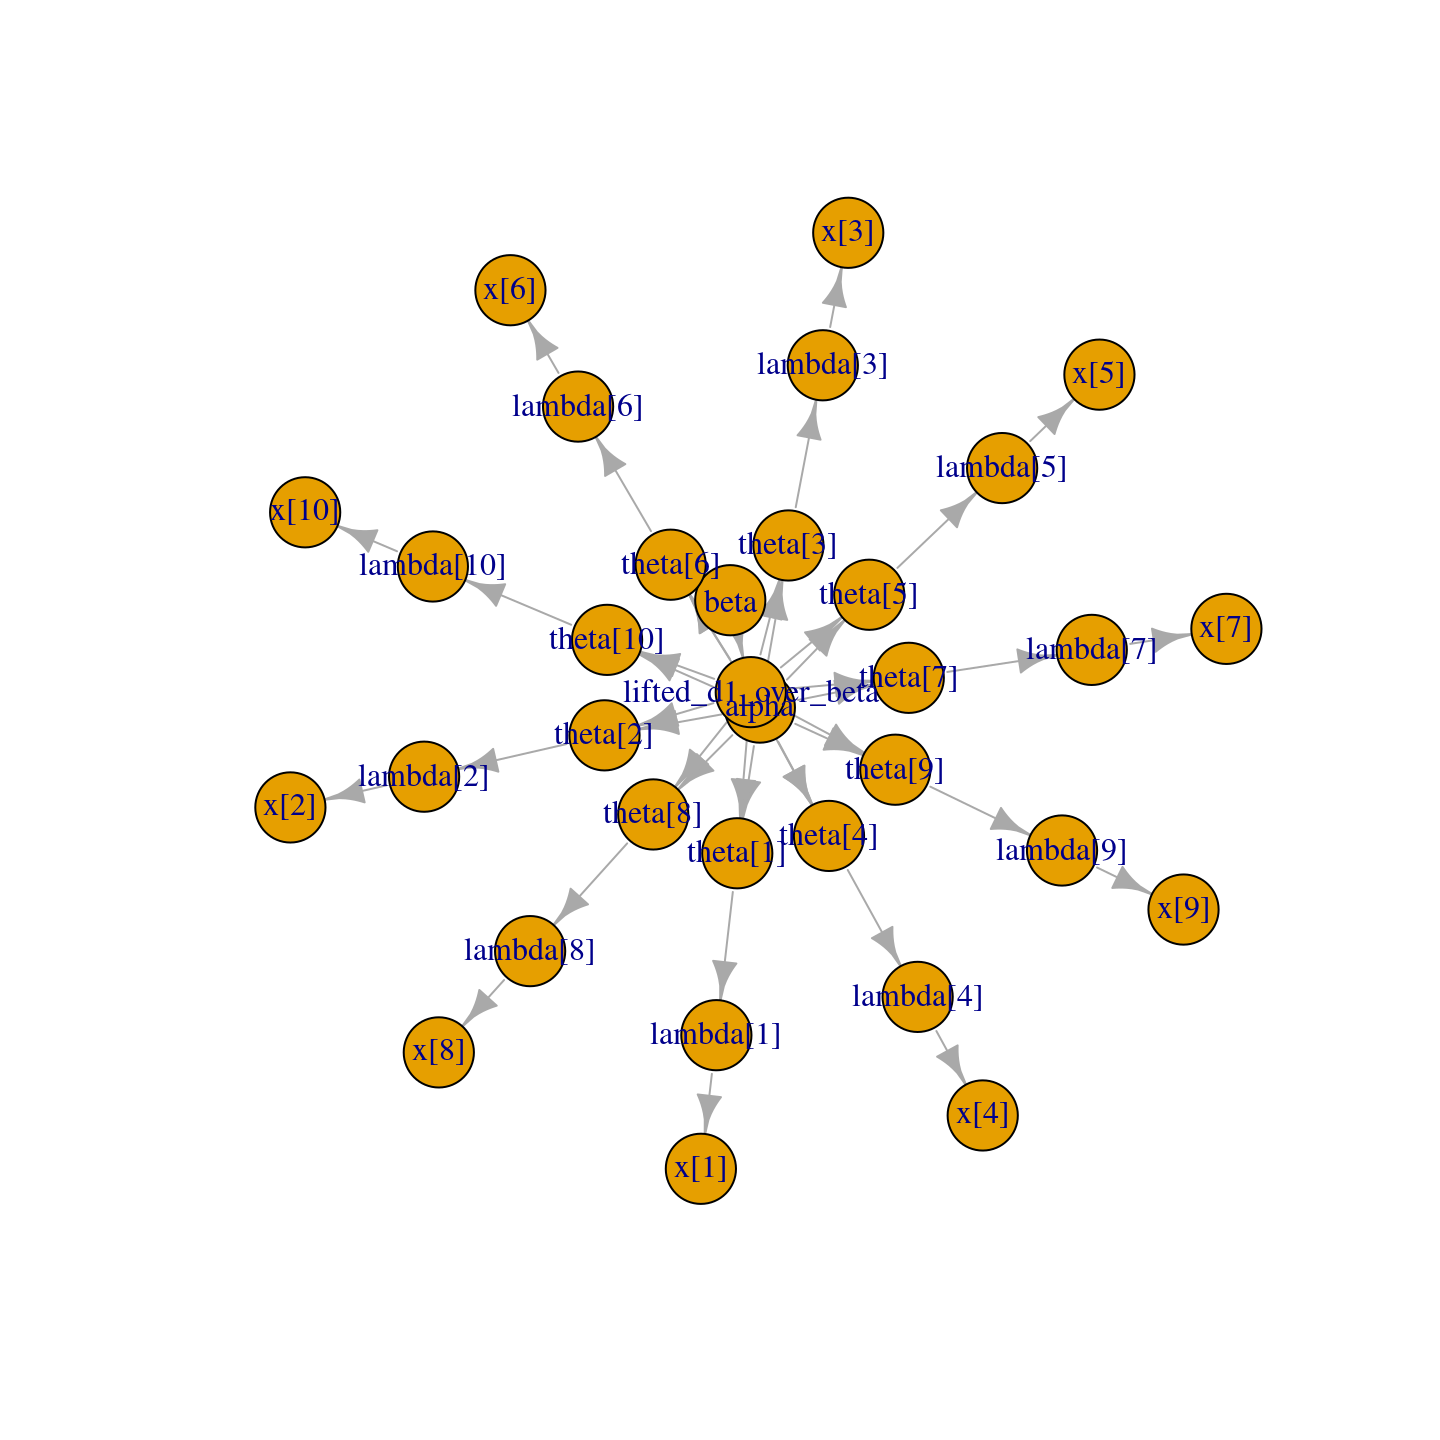 x[3]
x[6]
lambda[3]
x[5]
lambda[6]
lambda[5]
x[10]
theta[3]
lambda[10]
theta[6]
theta[5]
beta
x[7]
theta[10]
lambda[7]
theta[7]
lifted_d1_over_beta
alpha
theta[2]
theta[9]
lambda[2]
x[2]
theta[8]
theta[4]
theta[1]
lambda[9]
x[9]
lambda[8]
lambda[4]
lambda[1]
x[8]
x[4]
x[1]